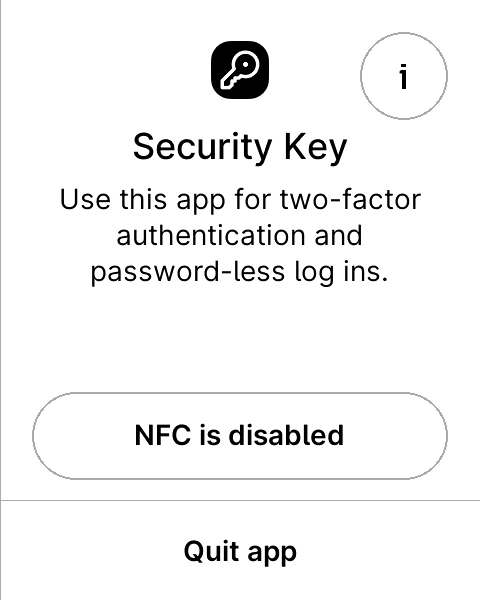 i
Security Key
Use this app for two-factor
authentication and
password-less log ins.
NFC is disabled
Quit app